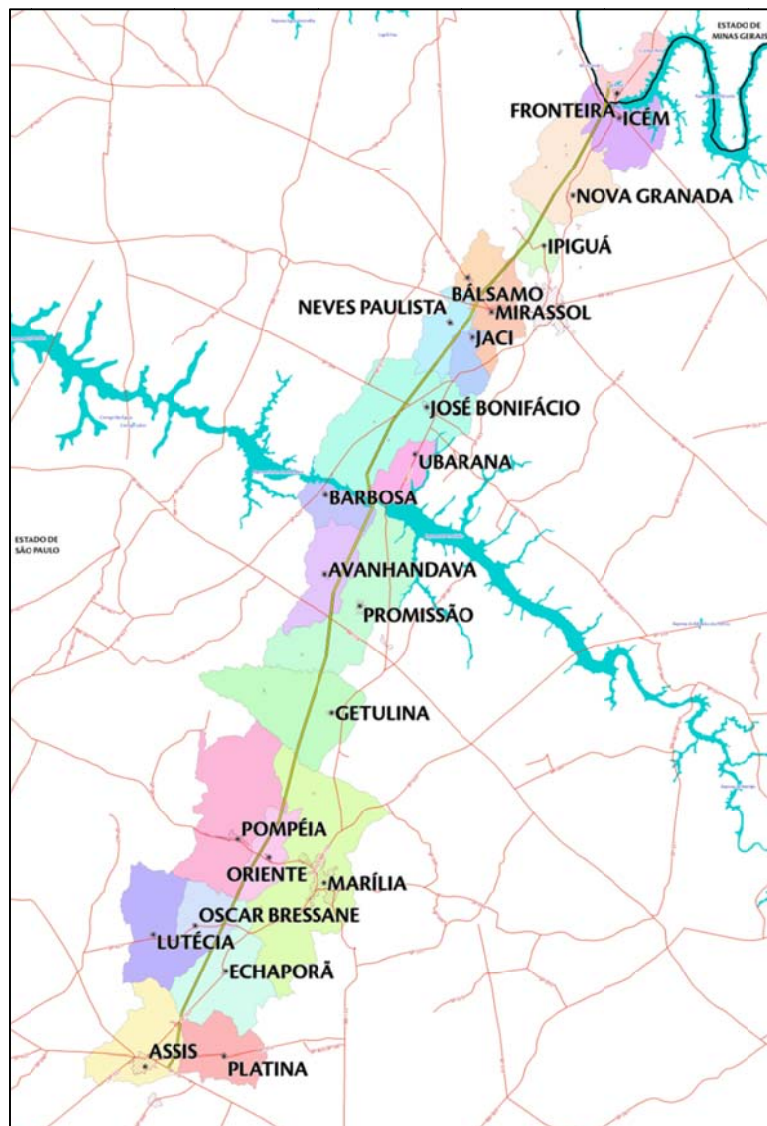 ESTADO DE
MINAS GERAIS
FRONTEIRA
ICÉM
NOVA GRANADA
IPIGUÁ
BÁLSAMO
NEVES PAULISTA
MIRASSOL
JACI
JOSÉ BONIFÁCIO
UBARANA
BARBOSA
ESTADO DE
SÃO PAULO
AVANHANDAVA
PROMISSÃO
GETULINA
POMPÉIA
ORIENTE
MARÍLIA
OSCAR BRESSANE
LUTÉCIA
ECHAPORÃ
ASSIS
PLATINA